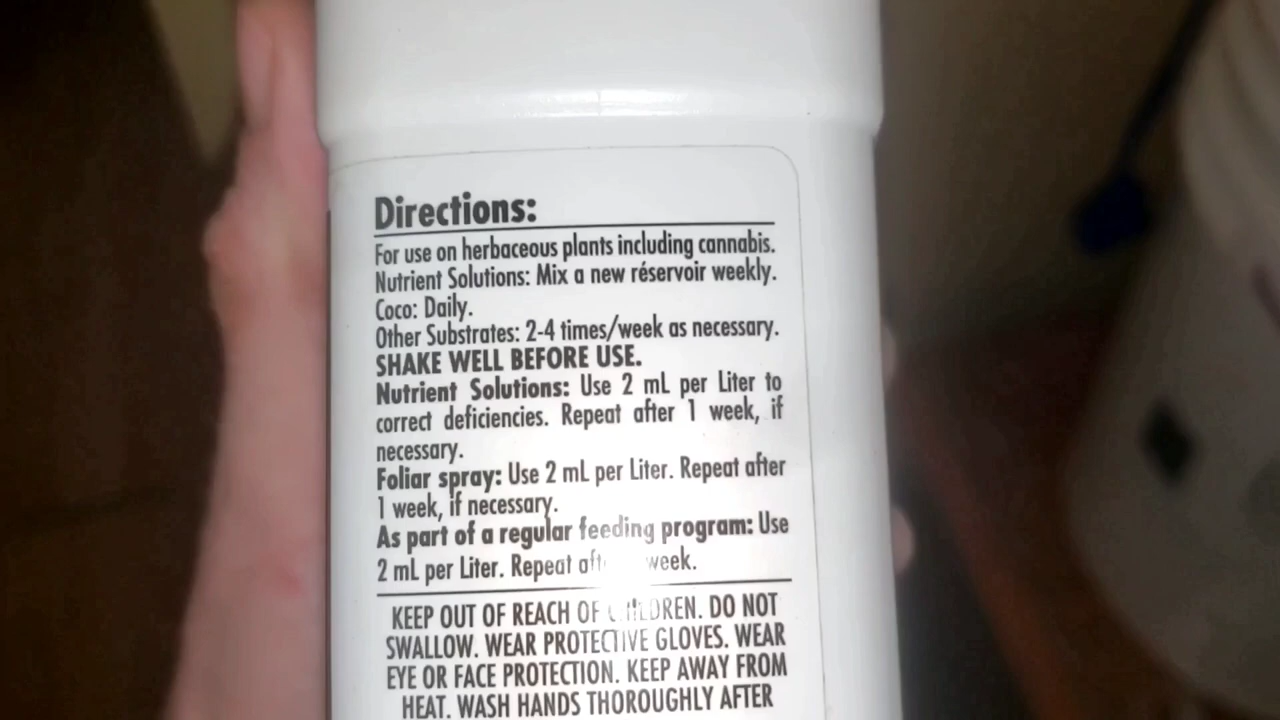 Directions:
For use on herbaceous plants including cannabis.
Nutrient Solutions: Mix a new réservoir weekly.
Coco: Daily.
Other Substrates: 2-4 times/week as necessary.
SHAKE WELL BEFORE USE.
Nutrient Solutions: Use 2 mL per Liter to
correct deficiencies. Repeat after 1 week, if
necessary.
Foliar spray: Use 2 mL per Liter. Repeat after
1 week, if necessary.
As part of a regular feeding program: Use
2 mL per Liter. Repeat week.
KEEP OUT OF REACH OF CHILDREN. DO NOT
SWALLOW. WEAR PROTECTIVE GLOVES. WEAR
EYE OR FACE PROTECTION. KEEP AWAY FROM
HEAT. WASH HANDS THOROUGHLY AFTER